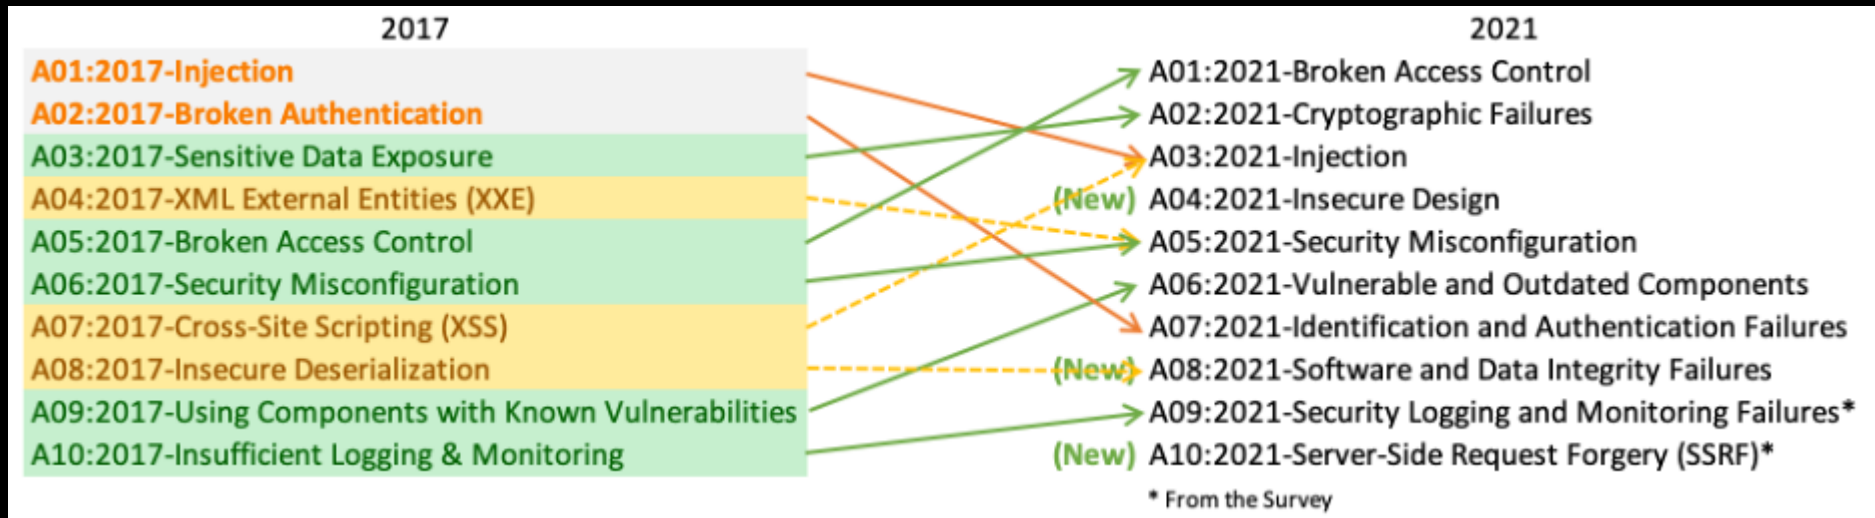 2017
A01:2017-Injection
A02:2017-Broken Authentication
A03:2017-Sensitive Data Exposure
A04:2017-XML External Entities (XXE)
A05:2017-Broken Access Control
A06:2017-Security Misconfiguration
A07:2017-Cross-Site Scripting (XSS)
A08:2017-Insecure Deserialization
A09:2017-Using Components with Known Vulnerabilities
A10:2017-Insufficient Logging & Monitoring
2021
A01:2021-Broken Access Control
A02:2021-Cryptographic Failures
A03:2021-Injection
(New) A04:2021-Insecure Design
A05:2021-Security Misconfiguration
A06:2021-Vulnerable and Outdated Components
A07:2021-Identification and Authentication Failures
(New) A08:2021-Software and Data Integrity Failures
A09:2021-Security Logging and Monitoring Failures*
(New) A10:2021-Server-Side Request Forgery (SSRF)*
* From the Survey